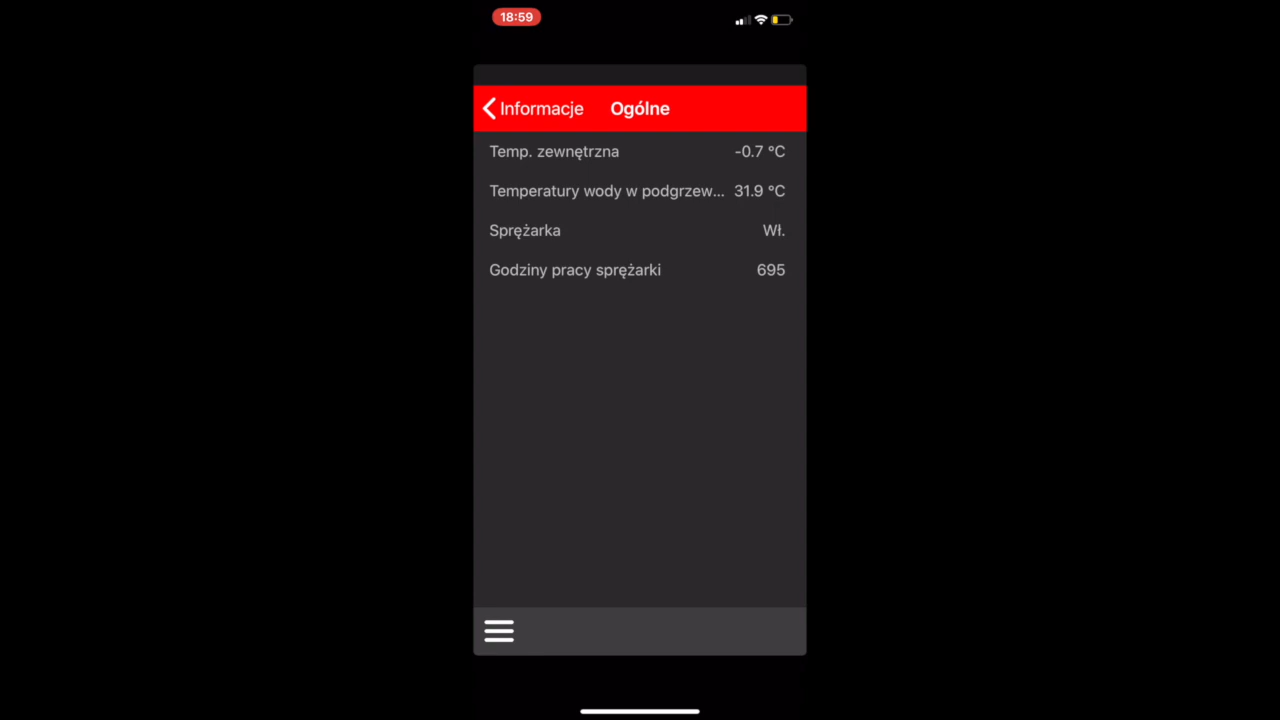 18:59
Informacje Ogólne
Temp. zewnętrzna -0.7 °C
Temperatury wody w podgrzew... 31.9 °C
Sprężarka Wł.
Godziny pracy sprężarki 695